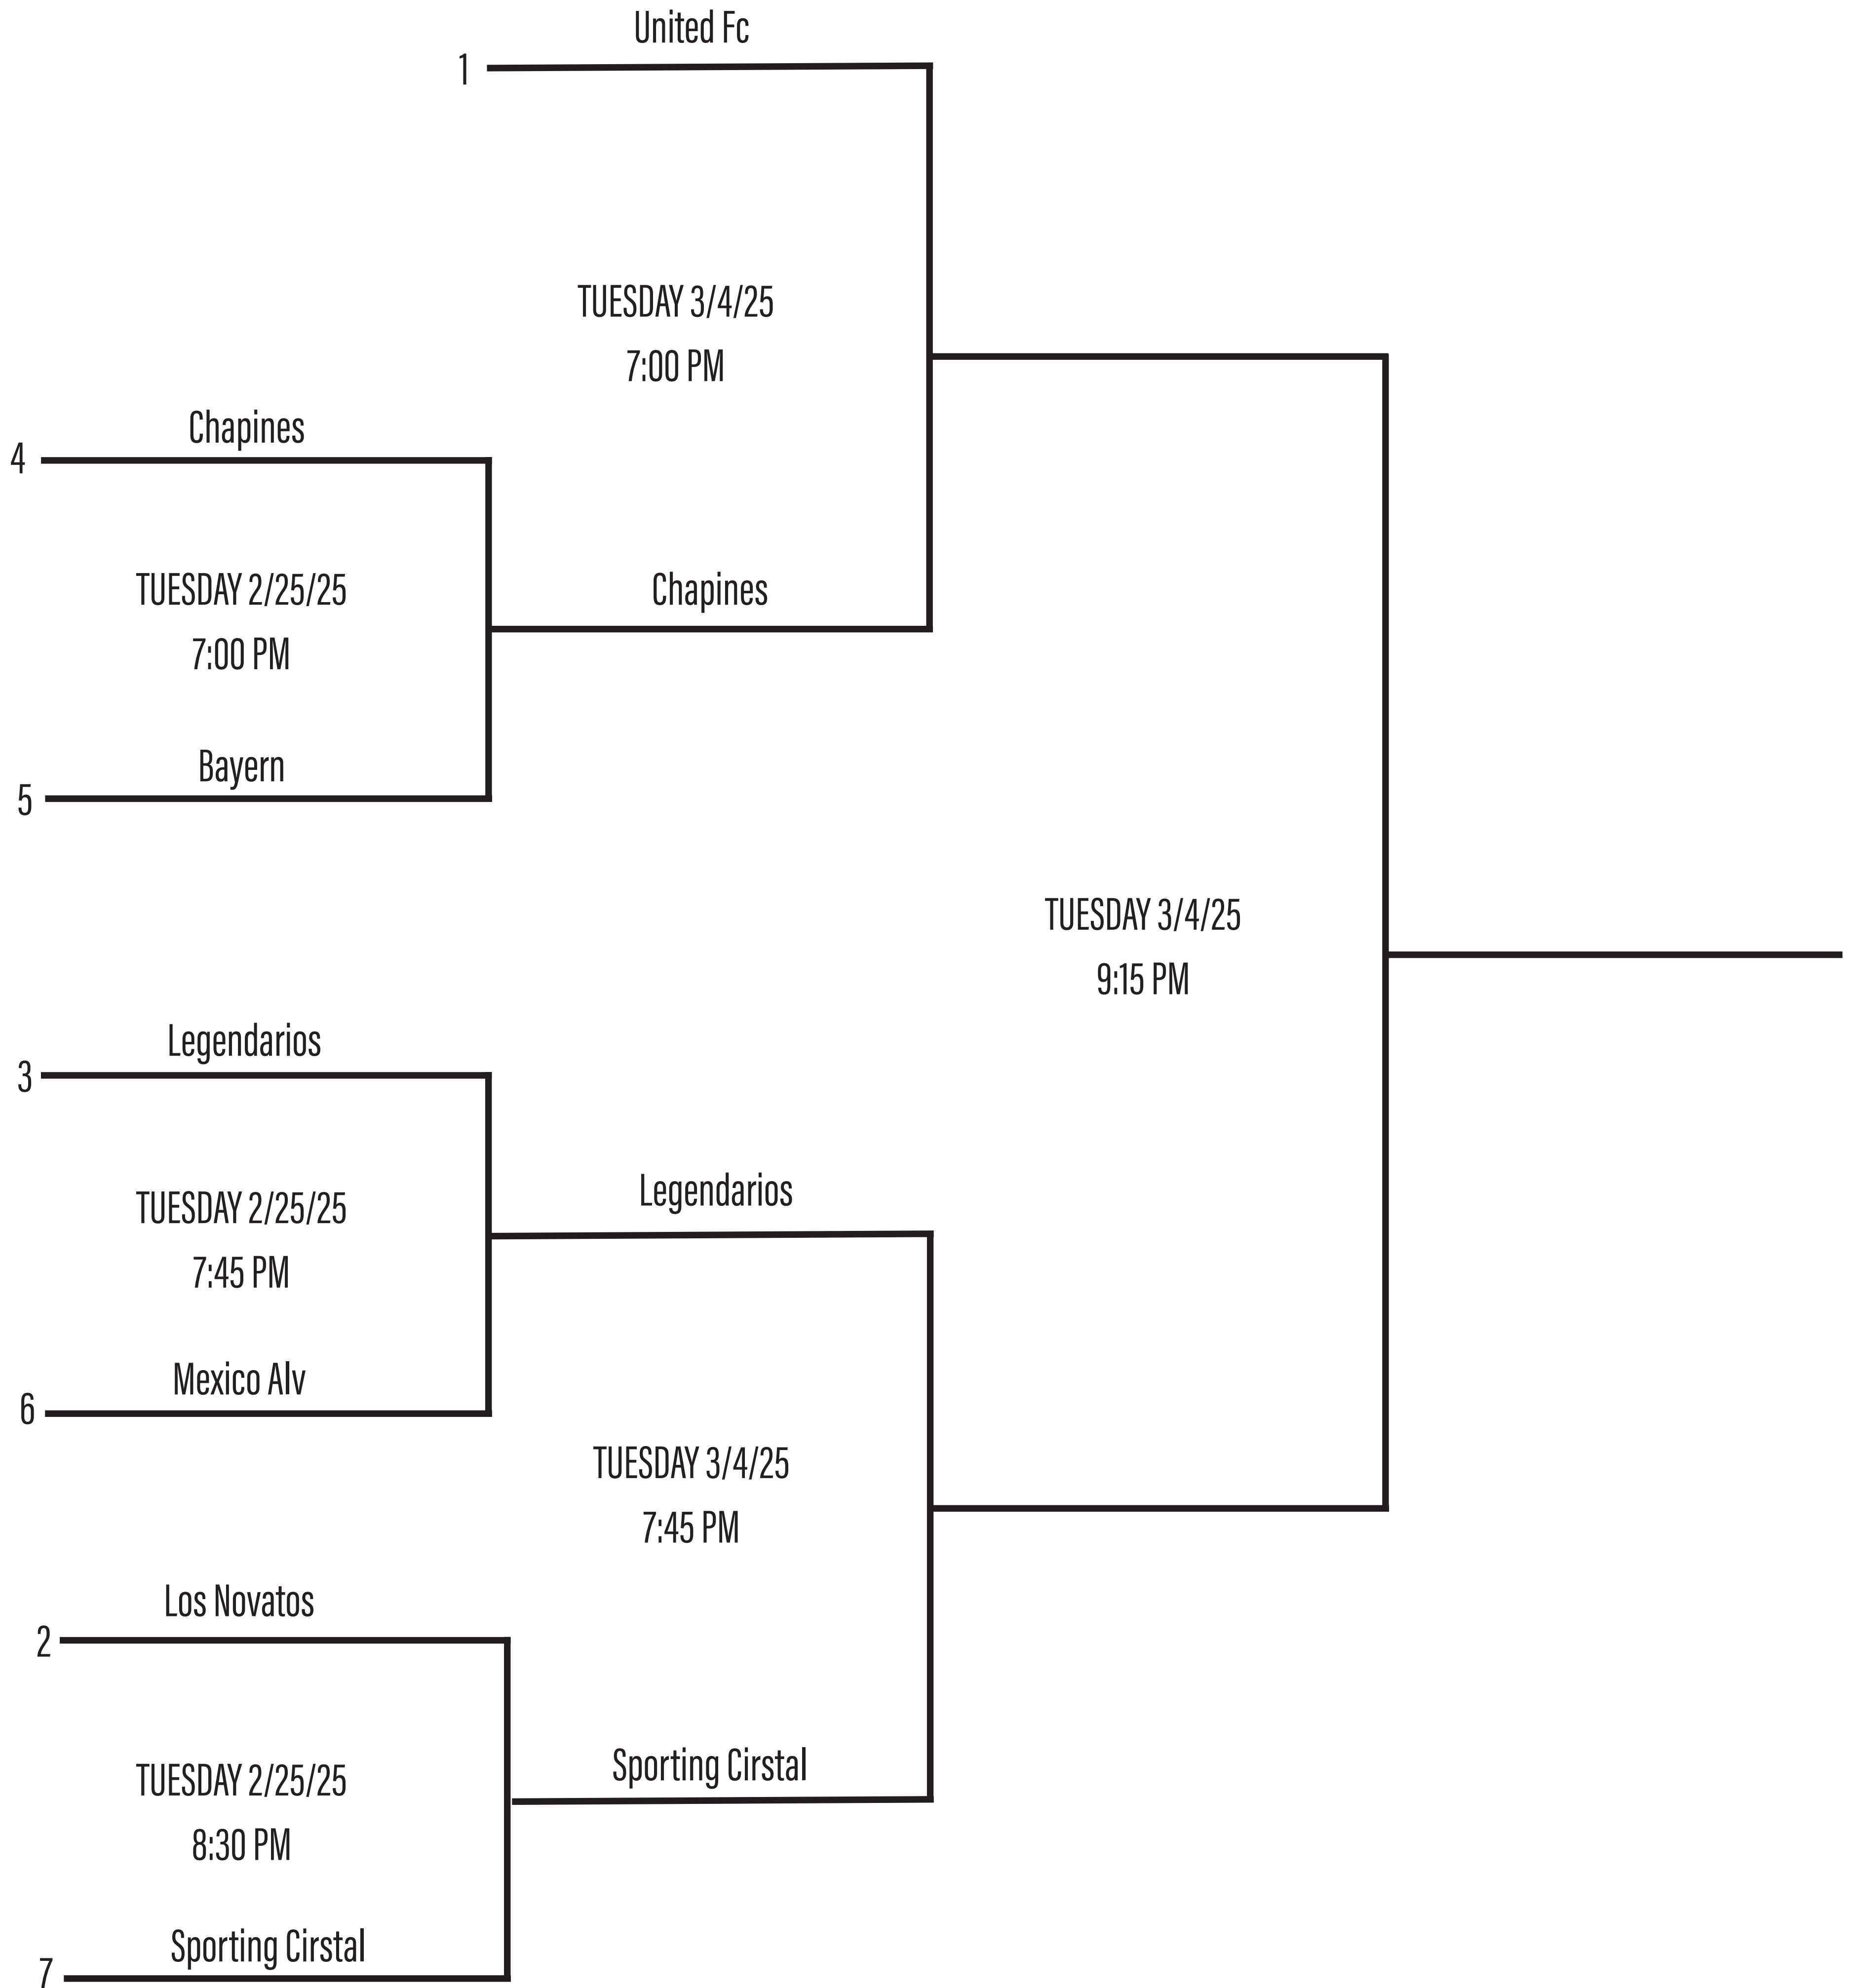 United Fc
1
TUESDAY 3/4/25
7:00 PM
Chapines
4
TUESDAY 2/25/25
7:00 PM
Chapines
Bayern
5
TUESDAY 3/4/25
9:15 PM
Legendarios
3
Legendarios
TUESDAY 2/25/25
7:45 PM
Mexico Alv
6
TUESDAY 3/4/25
7:45 PM
Los Novatos
2
Sporting Cirstal
TUESDAY 2/25/25
8:30 PM
Sporting Cirstal
7